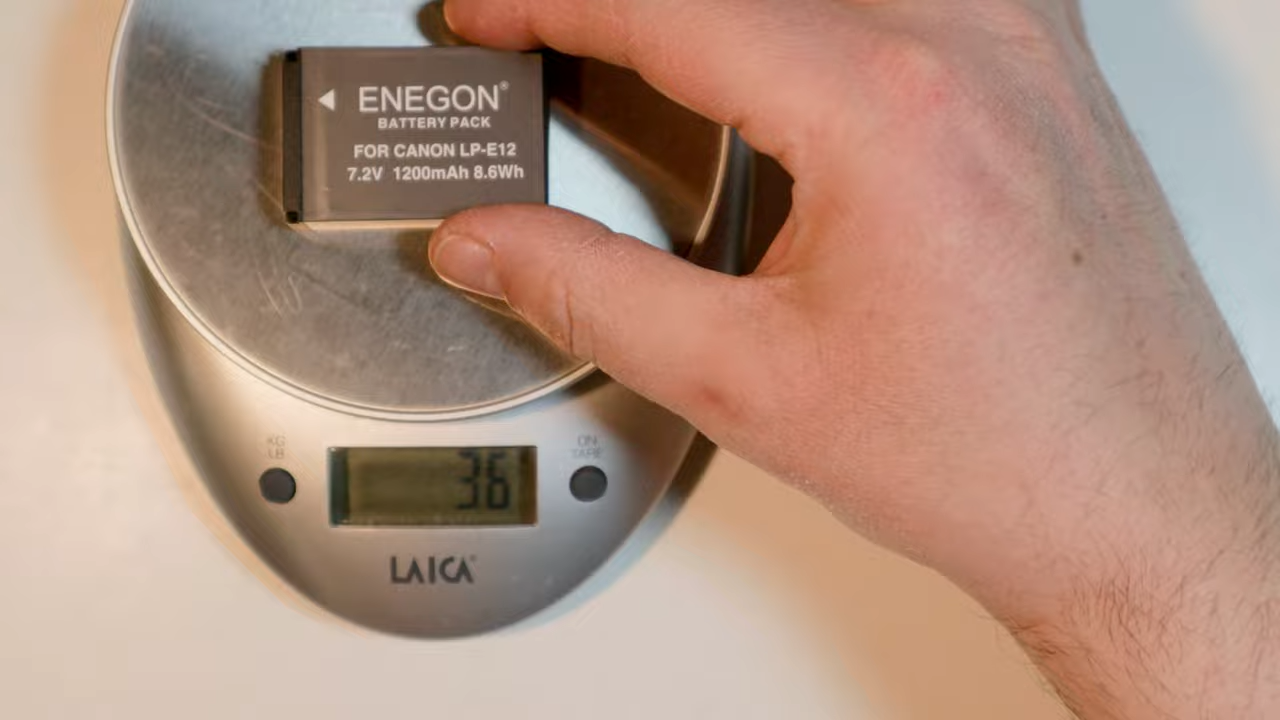 ENEGON®
BATTERY PACK
FOR CANON LP-E12
7.2V 1200mAh 8.6Wh
KG
LB
ON
TARE
36
LAICA®